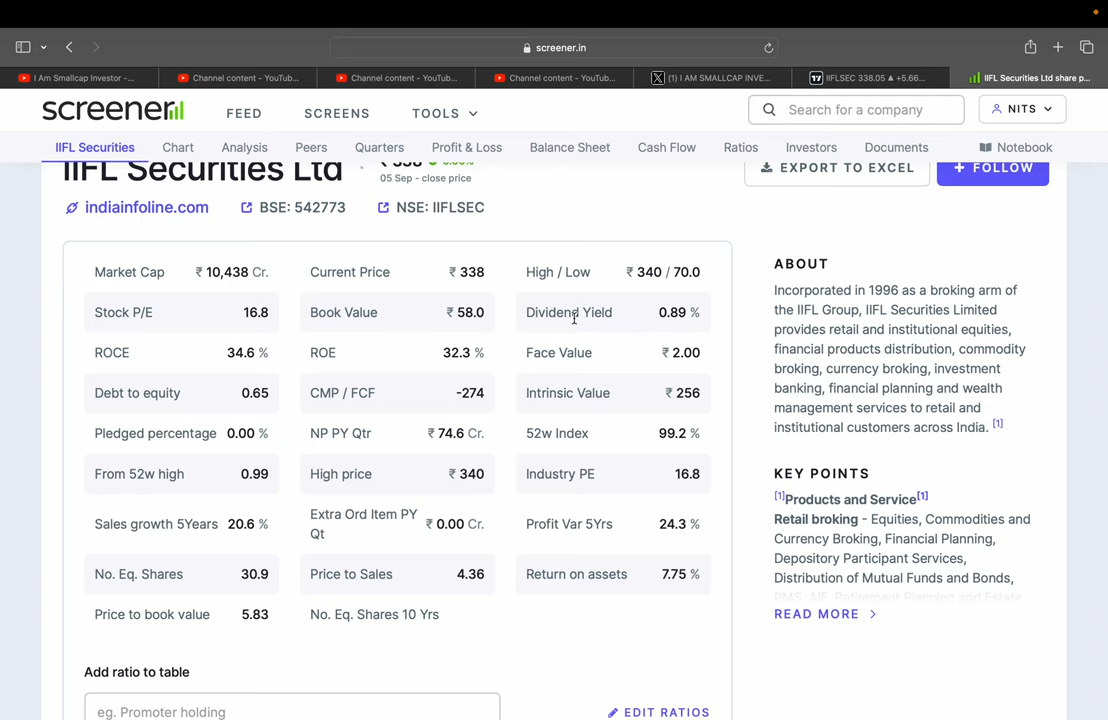 screener.in
I Am Smallcap Investor -...
Channel content - YouTub...
Channel content - YouTub...
Channel content - YouTub...
(1) I AM SMALLCAP INVE...
IIFLSEC 338.05 ▲ +5.66...
IIFL Securities Ltd share p...
screener
FEED
SCREENS
TOOLS
Search for a company
NITS
IIFL Securities
Chart
Analysis
Peers
Quarters
Profit & Loss
Balance Sheet
Cash Flow
Ratios
Investors
Documents
Notebook
IIFL Securities Ltd
₹ 338
05 Sep - close price
EXPORT TO EXCEL
+ FOLLOW
indiainfoline.com
BSE: 542773
NSE: IIFLSEC
Market Cap ₹ 10,438 Cr.
Current Price ₹ 338
High / Low ₹ 340 / 70.0
Stock P/E 16.8
Book Value ₹ 58.0
Dividend Yield 0.89 %
ROCE 34.6 %
ROE 32.3 %
Face Value ₹ 2.00
Debt to equity 0.65
CMP / FCF -274
Intrinsic Value ₹ 256
Pledged percentage 0.00 %
NP PY Qtr ₹ 74.6 Cr.
52w Index 99.2 %
From 52w high 0.99
High price ₹ 340
Industry PE 16.8
Sales growth 5Years 20.6 %
Extra Ord Item PY
Qt ₹ 0.00 Cr.
Profit Var 5Yrs 24.3 %
No. Eq. Shares 30.9
Price to Sales 4.36
Return on assets 7.75 %
Price to book value 5.83
No. Eq. Shares 10 Yrs
Add ratio to table
eg. Promoter holding
EDIT RATIOS
ABOUT
Incorporated in 1996 as a broking arm of
the IIFL Group, IIFL Securities Limited
provides retail and institutional equities,
financial products distribution, commodity
broking, currency broking, investment
banking, financial planning and wealth
management services to retail and
institutional customers across India. [1]
KEY POINTS
[1]Products and Service[1]
Retail broking - Equities, Commodities and
Currency Broking, Financial Planning,
Depository Participant Services,
Distribution of Mutual Funds and Bonds,
PMS, AIF, Retirement Planning and Estate
READ MORE >